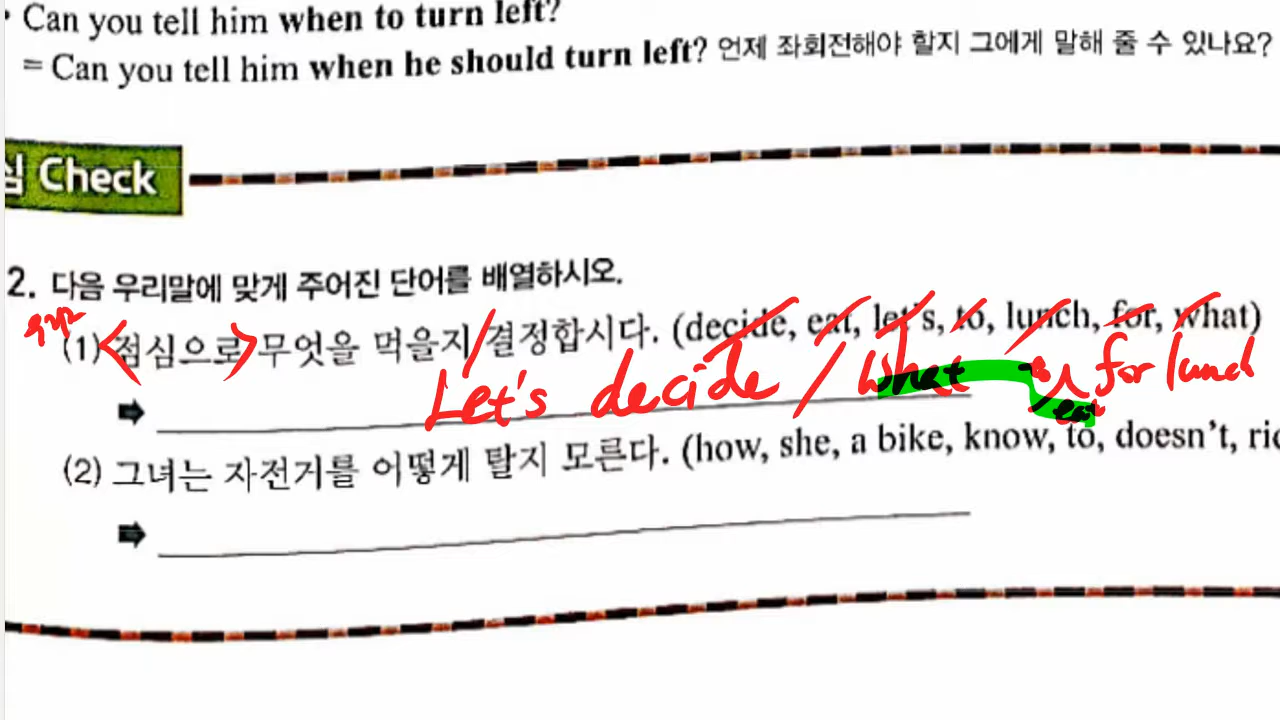 • Can you tell him when to turn left?
= Can you tell him when he should turn left? 언제 좌회전해야 할지 그에게 말해 줄 수 있나요?
심 Check
2. 다음 우리말에 맞게 주어진 단어를 배열하시오.
(1) <점심으로> 무엇을 먹을지 / 결정합시다. (decide, eat, let's, to, lunch, for, what)
➡ Let's decide / what to eat for lunch
(2) 그녀는 자전거를 어떻게 탈지 모른다. (how, she, a bike, know, to, doesn't,
➡